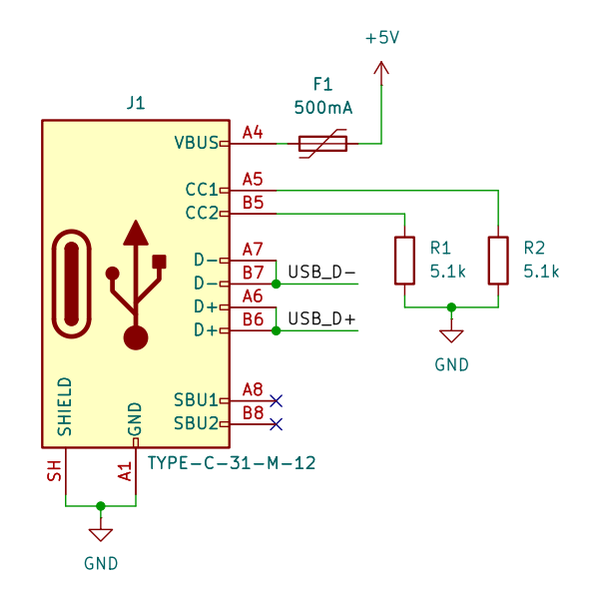 +5V
F1
500mA
J1
VBUS
A4
CC1
A5
CC2
B5
D-
A7
D-
B7
USB_D-
D+
A6
D+
B6
USB_D+
R1
5.1k
R2
5.1k
GND
SBU1
A8
SBU2
B8
SHIELD
GND
SH
A1
TYPE-C-31-M-12
GND